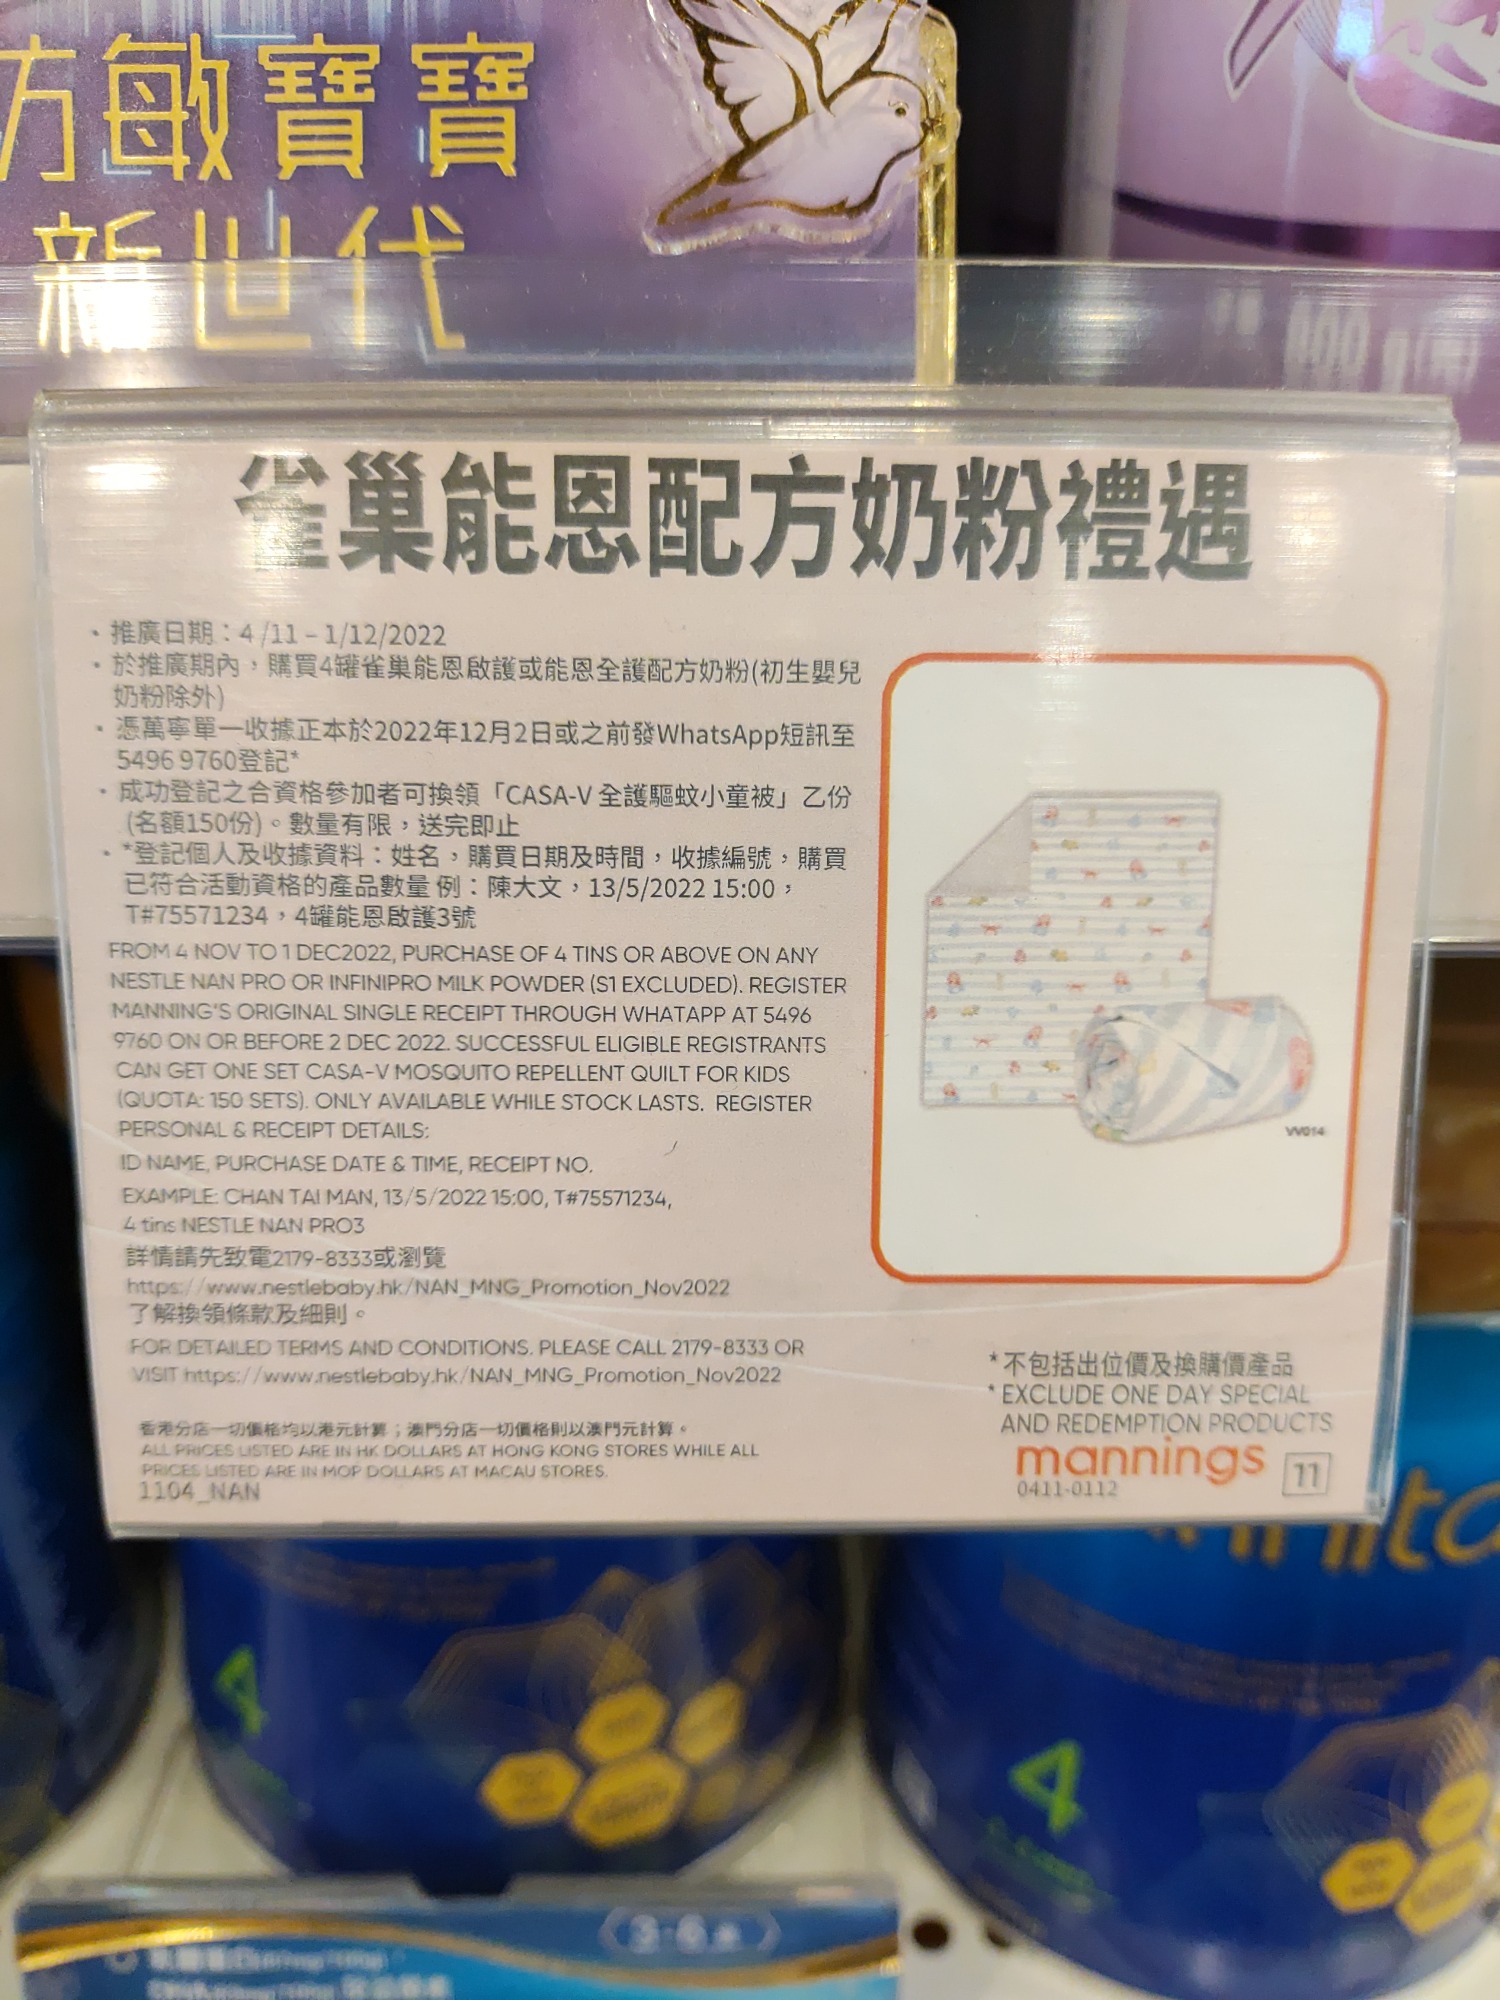 方敏寶寶
新世代
雀巢能恩配方奶粉禮遇
· 推廣日期：4 /11 - 1/12/2022
· 於推廣期內，購買4罐雀巢能恩啟護或能恩全護配方奶粉(初生嬰兒
奶粉除外)
· 憑萬寧單一收據正本於2022年12月2日或之前發WhatsApp短訊至
5496 9760登記*
· 成功登記之合資格參加者可換領「CASA-V 全護驅蚊小童被」乙份
(名額150份)。數量有限，送完即止
· *登記個人及收據資料：姓名，購買日期及時間，收據編號，購買
已符合活動資格的產品數量 例：陳大文，13/5/2022 15:00，
T#75571234，4罐能恩啟護3號
FROM 4 NOV TO 1 DEC2022, PURCHASE OF 4 TINS OR ABOVE ON ANY
NESTLE NAN PRO OR INFINIPRO MILK POWDER (S1 EXCLUDED). REGISTER
MANNING'S ORIGINAL SINGLE RECEIPT THROUGH WHATAPP AT 5496
9760 ON OR BEFORE 2 DEC 2022. SUCCESSFUL ELIGIBLE REGISTRANTS
CAN GET ONE SET CASA-V MOSQUITO REPELLENT QUILT FOR KIDS
(QUOTA: 150 SETS). ONLY AVAILABLE WHILE STOCK LASTS. REGISTER
PERSONAL & RECEIPT DETAILS:
ID NAME, PURCHASE DATE & TIME, RECEIPT NO.
EXAMPLE: CHAN TAI MAN, 13/5/2022 15:00, T#75571234,
4 tins NESTLE NAN PRO3
詳情請先致電2179-8333或瀏覽
https://www.nestlebaby.hk/NAN_MNG_Promotion_Nov2022
了解換領條款及細則。
FOR DETAILED TERMS AND CONDITIONS. PLEASE CALL 2179-8333 OR
VISIT https://www.nestlebaby.hk/NAN_MNG_Promotion_Nov2022
香港分店一切價格均以港元計算；澳門分店一切價格則以澳門元計算。
ALL PRICES LISTED ARE IN HK DOLLARS AT HONG KONG STORES WHILE ALL
PRICES LISTED ARE IN MOP DOLLARS AT MACAU STORES.
1104_NAN
VV014
*不包括出位價及換購價產品
*EXCLUDE ONE DAY SPECIAL
AND REDEMPTION PRODUCTS
mannings
0411-0112
11
4
4
3-6